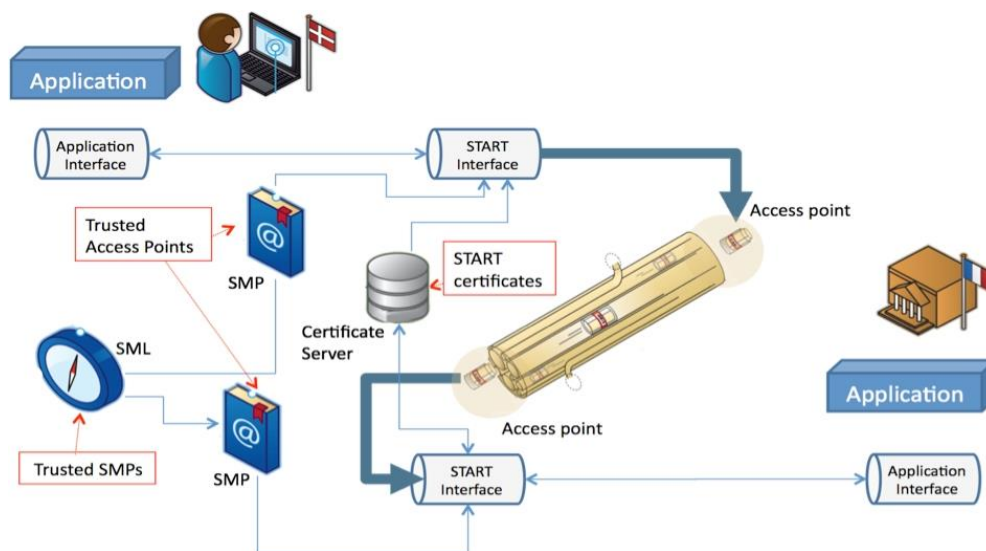 Application
Application
Interface
START
Interface
Access point
Trusted
Access Points
@
SMP
START
certificates
Certificate
Server
SML
@
Trusted SMPs
SMP
Access point
Application
START
Interface
Application
Interface